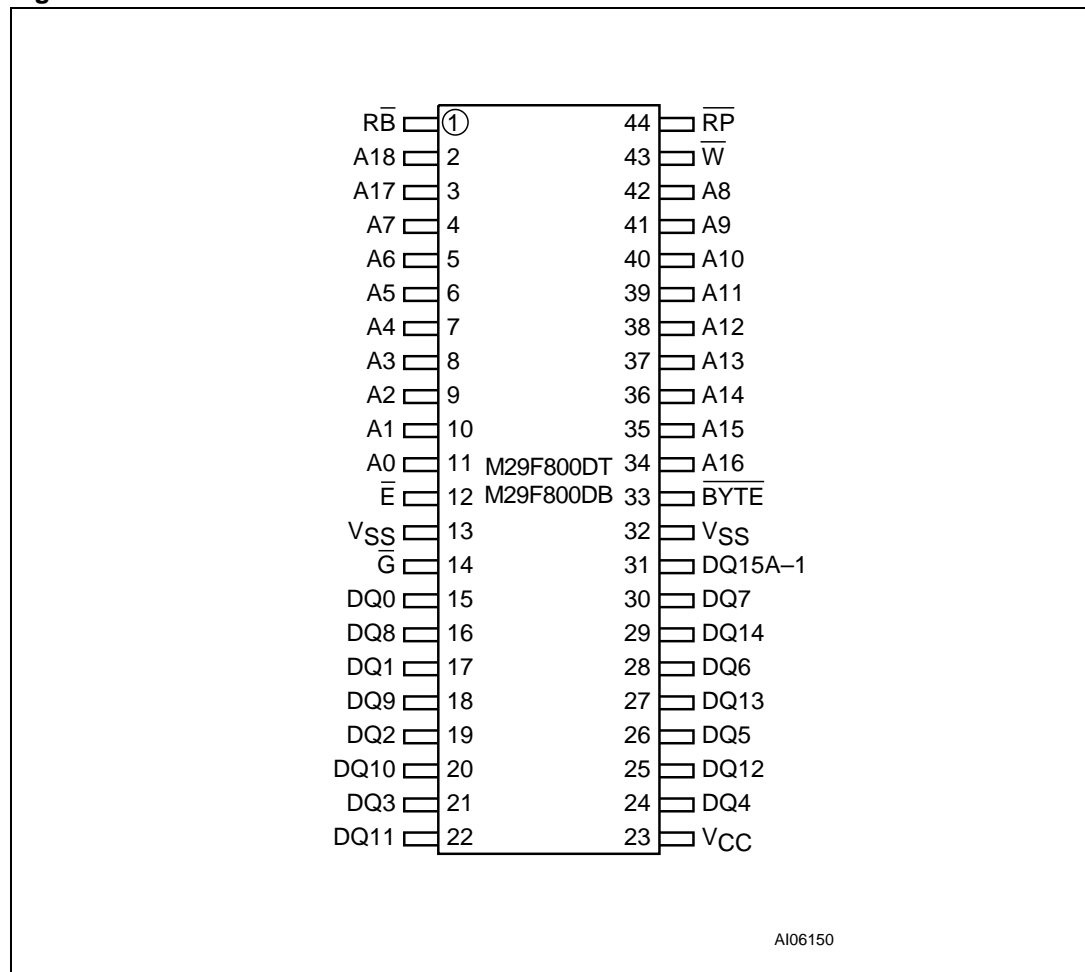 RB̅ 1 44 R̅P̅
A18 2 43 W̅
A17 3 42 A8
A7 4 41 A9
A6 5 40 A10
A5 6 39 A11
A4 7 38 A12
A3 8 37 A13
A2 9 36 A14
A1 10 35 A15
A0 11 M29F800DT 34 A16
E̅ 12 M29F800DB 33 B̅Y̅T̅E̅
VSS 13 32 VSS
G̅ 14 31 DQ15A–1
DQ0 15 30 DQ7
DQ8 16 29 DQ14
DQ1 17 28 DQ6
DQ9 18 27 DQ13
DQ2 19 26 DQ5
DQ10 20 25 DQ12
DQ3 21 24 DQ4
DQ11 22 23 VCC
AI06150